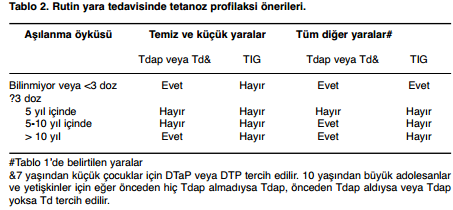 Tablo 2. Rutin yara tedavisinde tetanoz profilaksi önerileri.
Aşılanma öyküsü Temiz ve küçük yaralar Tüm diğer yaralar#
Tdap veya Td& TIG Tdap veya Td& TIG
Bilinmiyor veya <3 doz Evet Hayır Evet Evet
?3 doz
5 yıl içinde Hayır Hayır Hayır Hayır
5-10 yıl içinde Hayır Hayır Evet Hayır
> 10 yıl Evet Hayır Evet Hayır
#Tablo 1'de belirtilen yaralar
&7 yaşından küçük çocuklar için DTaP veya DTP tercih edilir. 10 yaşından büyük adolesanlar
ve yetişkinler için eğer önceden hiç Tdap almadıysa Tdap, önceden Tdap aldıysa veya Tdap
yoksa Td tercih edilir.